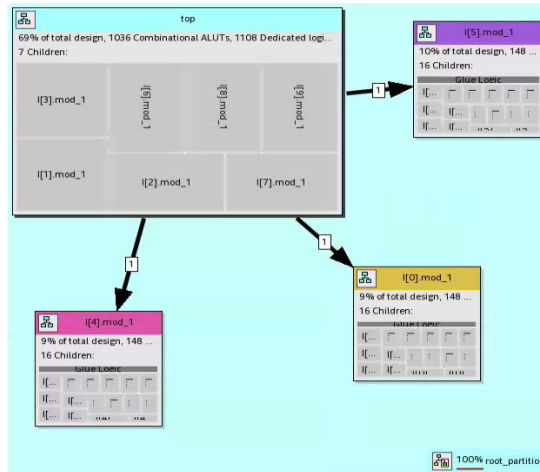 top
69% of total design, 1036 Combinational ALUTs, 1108 Dedicated logi...
7 Children:
I[3].mod_1
I[6].mod_1
I[8].mod_1
I[9].mod_1
I[1].mod_1
I[2].mod_1
I[7].mod_1
1
I[5].mod_1
10% of total design, 148 ...
16 Children:
Glue Logic
I[...
I[...
I[...
I[...
I[...
1
1
I[4].mod_1
9% of total design, 148 ...
16 Children:
Glue Logic
I[...
I[...
I[...
I[...
I[...
I[0].mod_1
9% of total design, 148 ...
16 Children:
Glue Logic
I[...
I[...
I[...
I[...
I[...
100% root_partitio